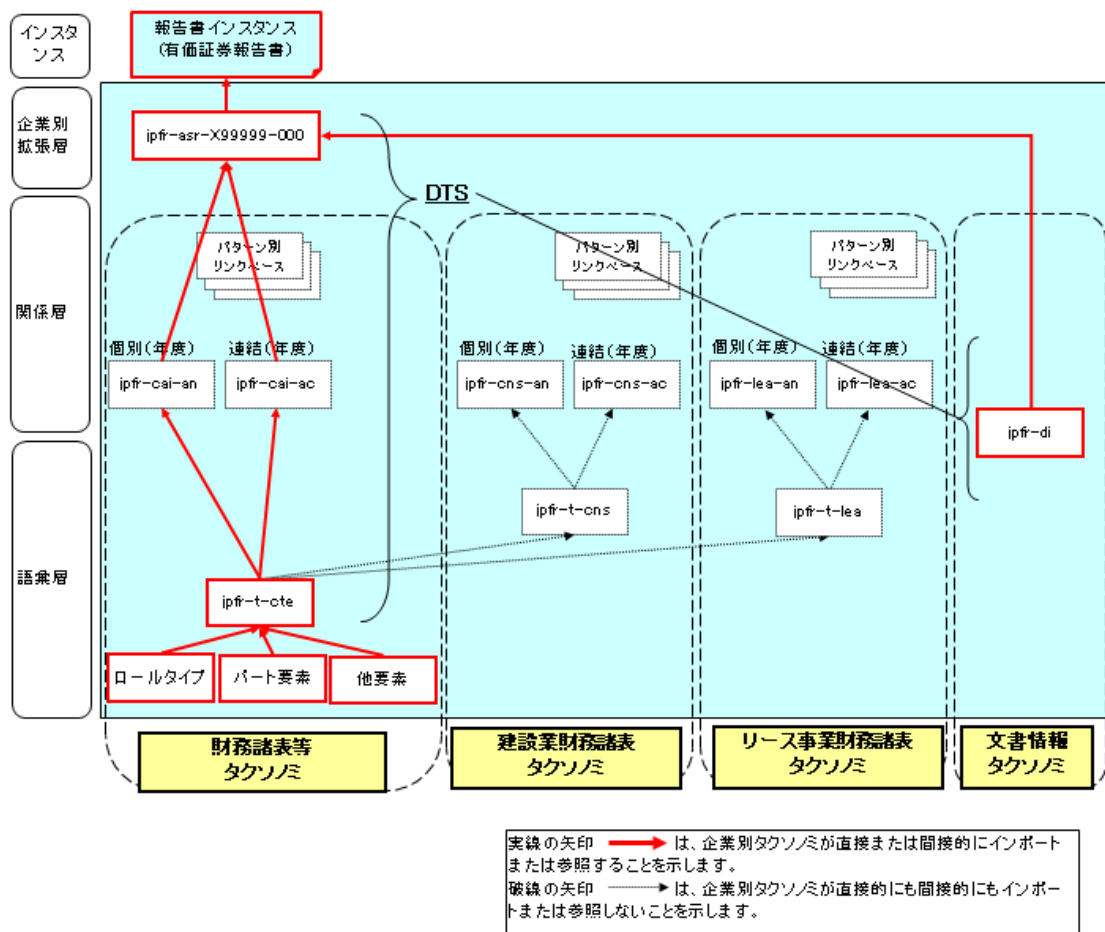 インスタ
ンス
報告書インスタンス
(有価証券報告書)
企業別
拡張層
jpfr-asr-X99999-000
DTS
関係層
パターン別
リンクベース
パターン別
リンクベース
パターン別
リンクベース
個別(年度)
連結(年度)
個別(年度)
連結(年度)
個別(年度)
連結(年度)
jpfr-cai-an
jpfr-cai-ac
jpfr-cns-an
jpfr-cns-ac
jpfr-lea-an
jpfr-lea-ac
jpfr-di
語彙層
jpfr-t-cns
jpfr-t-lea
jpfr-t-cte
ロールタイプ
パート要素
他要素
財務諸表等
タクソノミ
建設業財務諸表
タクソノミ
リース事業財務諸表
タクソノミ
文書情報
タクソノミ
実線の矢印 は、企業別タクソノミが直接または間接的にインポート
または参照することを示します。
破線の矢印 は、企業別タクソノミが直接的にも間接的にもインポー
トまたは参照しないことを示します。